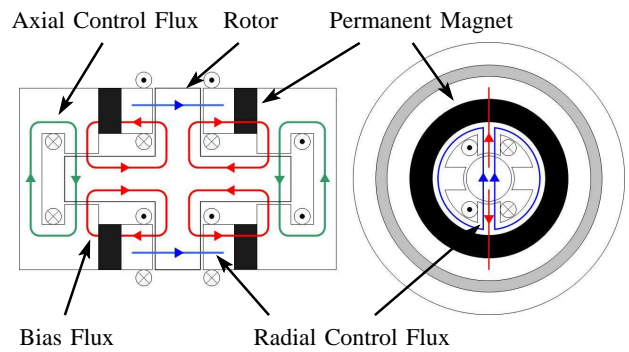 Axial Control Flux
Rotor
Permanent Magnet
Bias Flux
Radial Control Flux